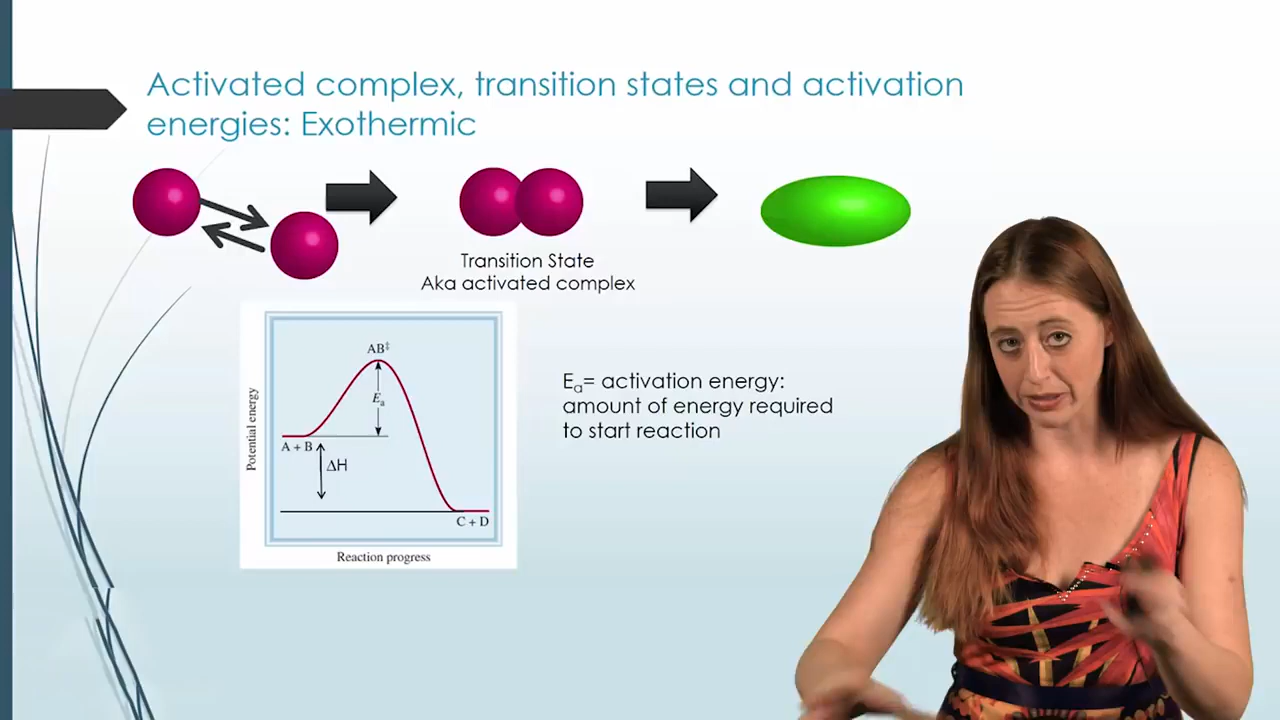 Activated complex, transition states and activation
energies: Exothermic
Transition State
Aka activated complex
AB‡
Potential energy
Eₐ
A + B
ΔH
C + D
Reaction progress
Eₐ= activation energy:
amount of energy required
to start reaction